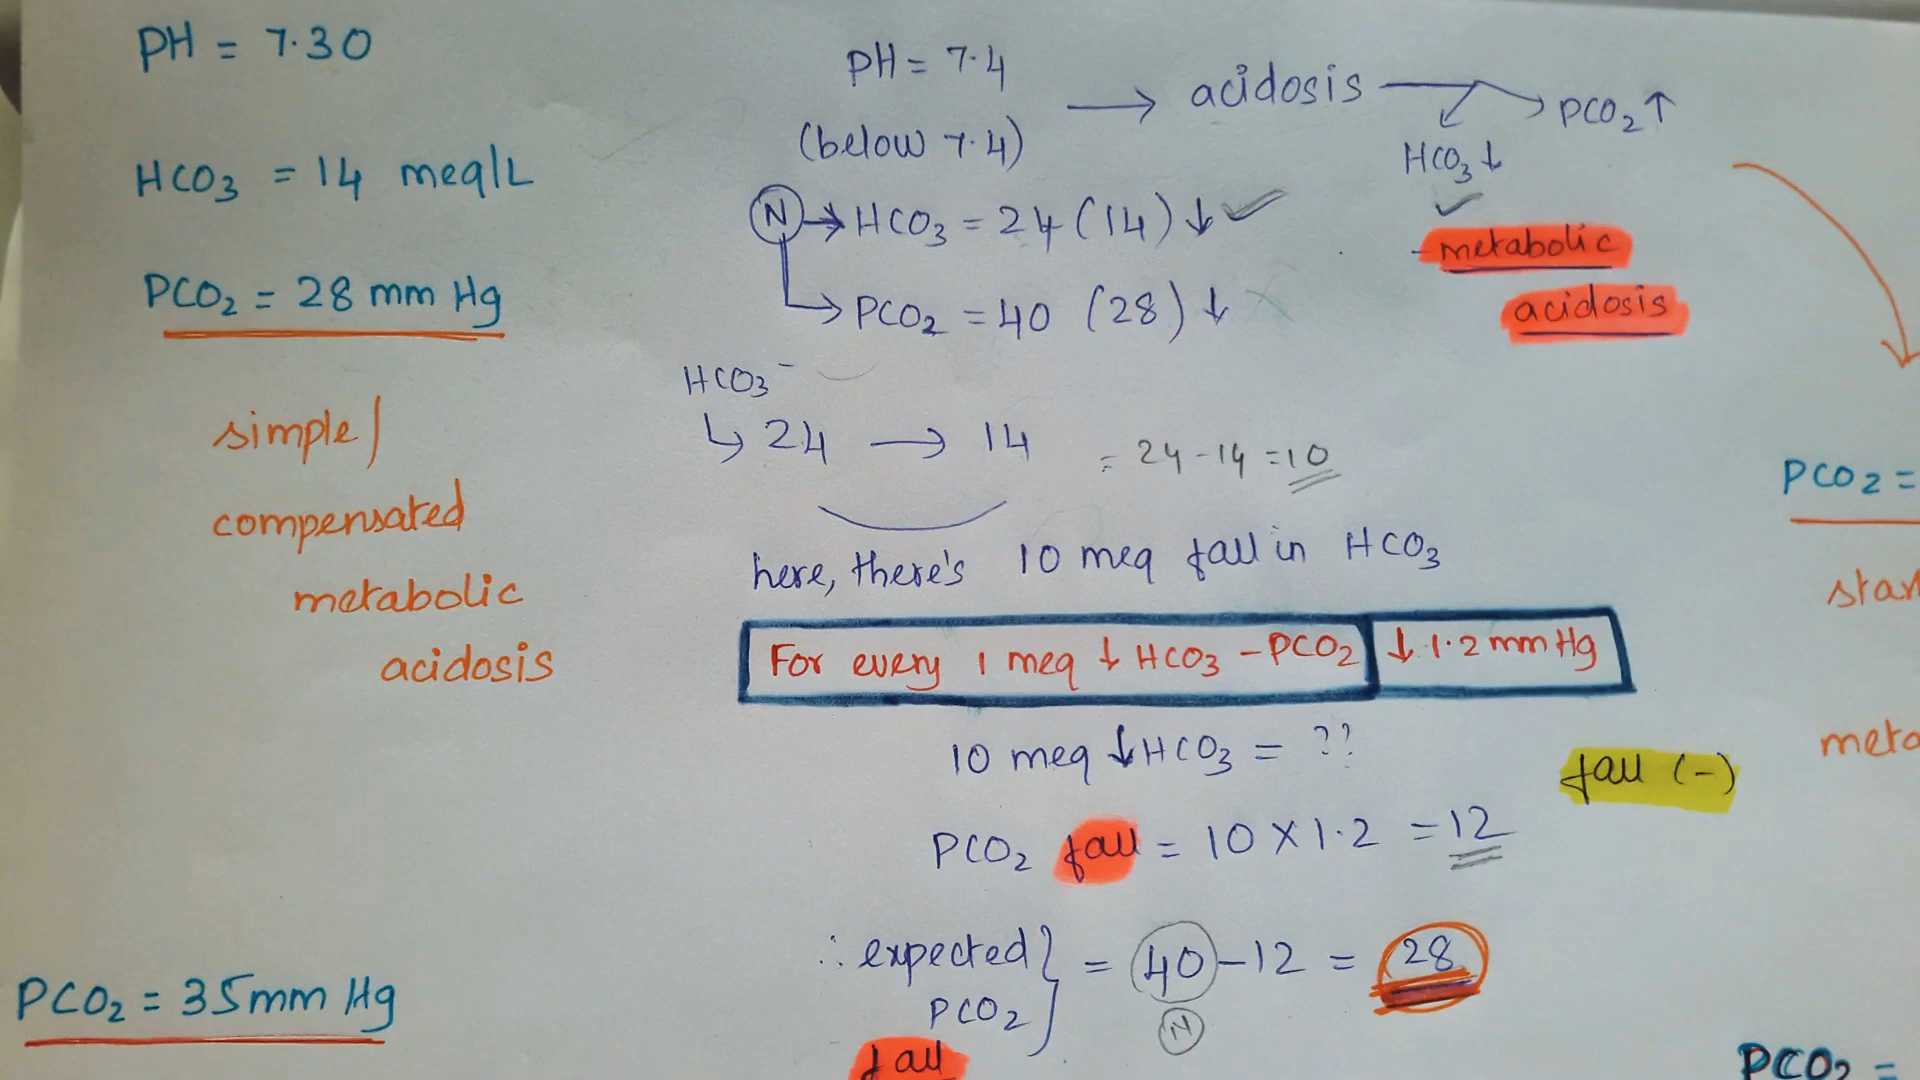 PH = 7.30
HCO3 = 14 meq/L
PCO2 = 28 mm Hg
simple/
compensated
metabolic
acidosis
PCO2 = 35mm Hg
PH = 7.4
(below 7.4)
→ acidosis
PCO2 ↑
HCO3 ↓
✓
- metabolic
acidosis
N → HCO3 = 24 (14) ↓ ✓
→ PCO2 = 40 (28) ↓
HCO3⁻
↳ 24 → 14 = 24-14 = 10
here, there's 10 meq fall in HCO3
For every 1 meq ↓ HCO3 - PCO2 ↓ 1.2 mm Hg
10 meq ↓ HCO3 = ??
fall (-)
PCO2 fall = 10 X 1.2 = 12
∴ expected } = 40 - 12 = 28
PCO2
N
fall
PCO2 =
meta
PCO2 =